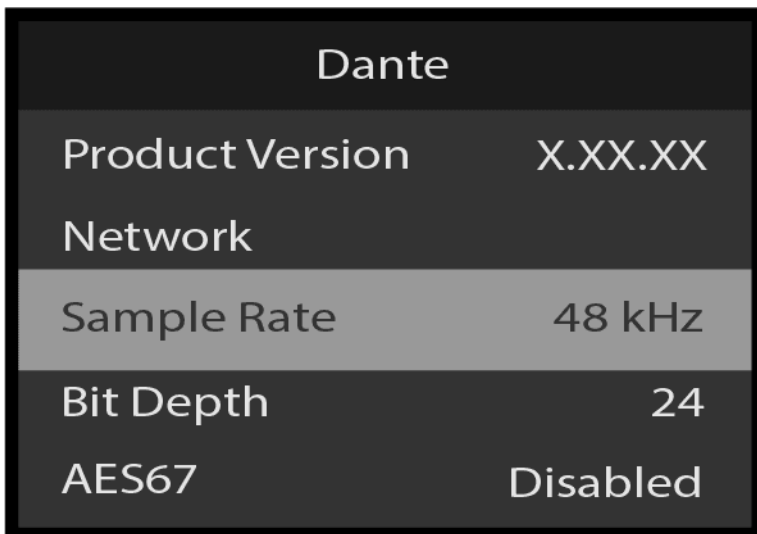 Dante
Product Version X.XX.XX
Network
Sample Rate 48 kHz
Bit Depth 24
AES67 Disabled